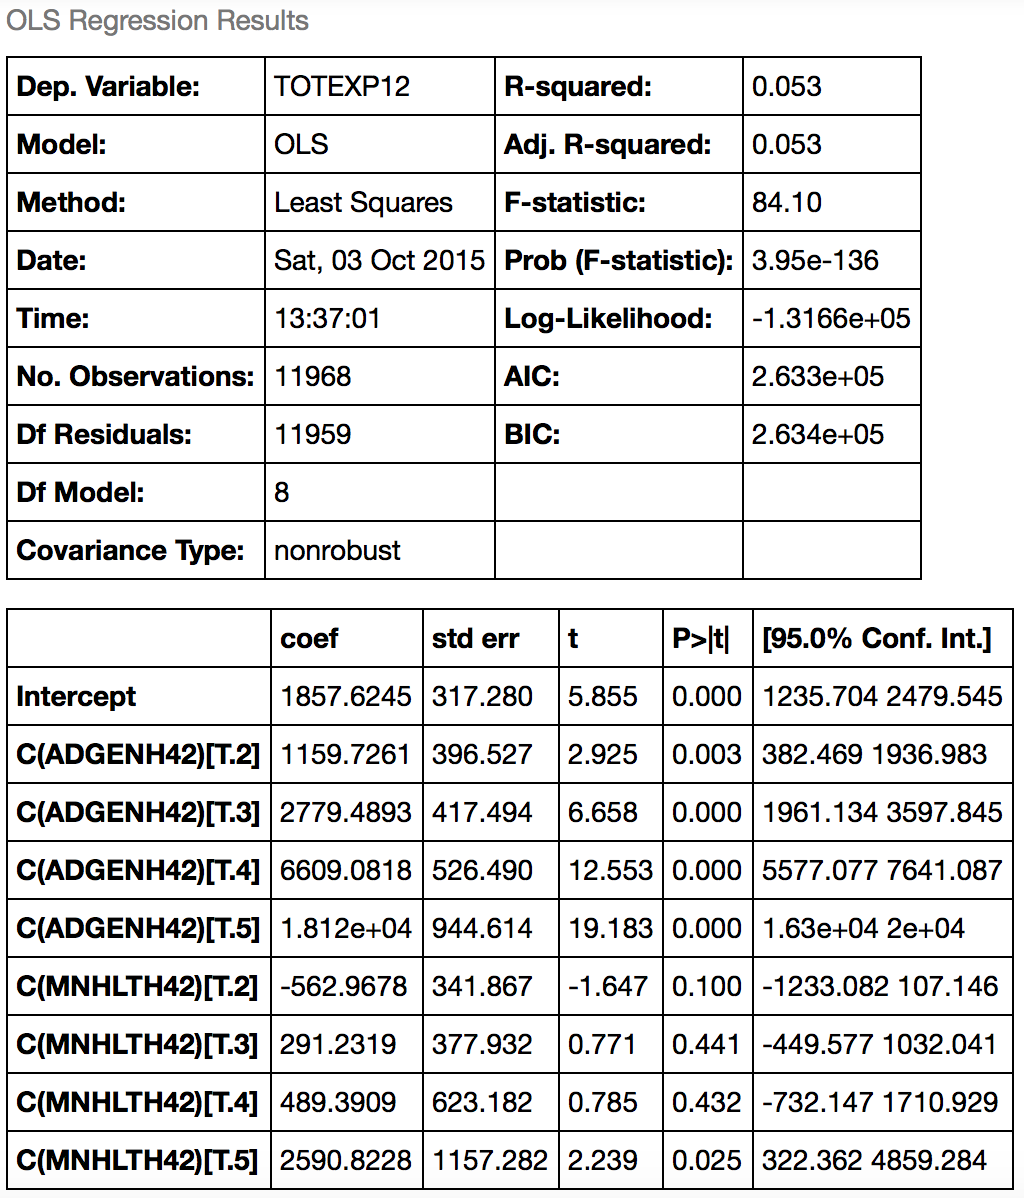 OLS Regression Results
Dep. Variable: TOTEXP12 R-squared: 0.053
Model: OLS Adj. R-squared: 0.053
Method: Least Squares F-statistic: 84.10
Date: Sat, 03 Oct 2015 Prob (F-statistic): 3.95e-136
Time: 13:37:01 Log-Likelihood: -1.3166e+05
No. Observations: 11968 AIC: 2.633e+05
Df Residuals: 11959 BIC: 2.634e+05
Df Model: 8
Covariance Type: nonrobust
coef std err t P>|t| [95.0% Conf. Int.]
Intercept 1857.6245 317.280 5.855 0.000 1235.704 2479.545
C(ADGENH42)[T.2] 1159.7261 396.527 2.925 0.003 382.469 1936.983
C(ADGENH42)[T.3] 2779.4893 417.494 6.658 0.000 1961.134 3597.845
C(ADGENH42)[T.4] 6609.0818 526.490 12.553 0.000 5577.077 7641.087
C(ADGENH42)[T.5] 1.812e+04 944.614 19.183 0.000 1.63e+04 2e+04
C(MNHLTH42)[T.2] -562.9678 341.867 -1.647 0.100 -1233.082 107.146
C(MNHLTH42)[T.3] 291.2319 377.932 0.771 0.441 -449.577 1032.041
C(MNHLTH42)[T.4] 489.3909 623.182 0.785 0.432 -732.147 1710.929
C(MNHLTH42)[T.5] 2590.8228 1157.282 2.239 0.025 322.362 4859.284